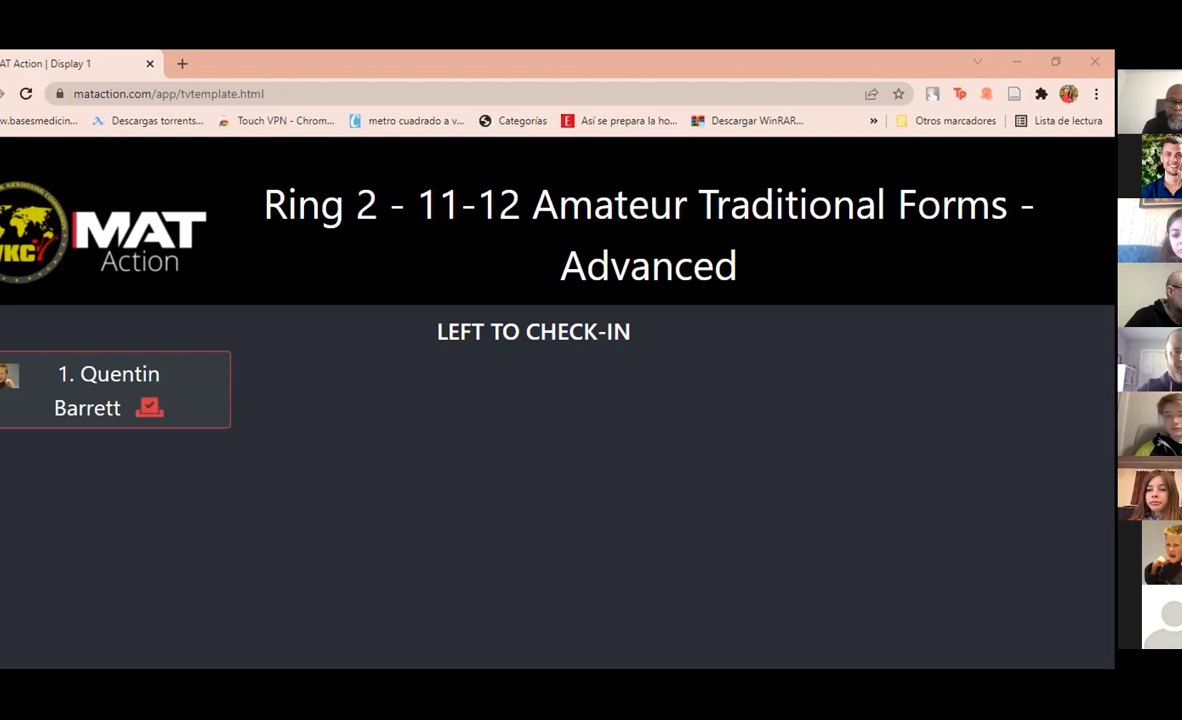 AT Action | Display 1
mataction.com/app/tvtemplate.html
w.basesmedicin...
Descargas torrents...
Touch VPN - Chrom...
metro cuadrado a v...
Categorías
Así se prepara la ho...
Descargar WinRAR...
»
Otros marcadores
Lista de lectura
VKC
MAT
Action
Ring 2 - 11-12 Amateur Traditional Forms -
Advanced
LEFT TO CHECK-IN
1. Quentin
Barrett